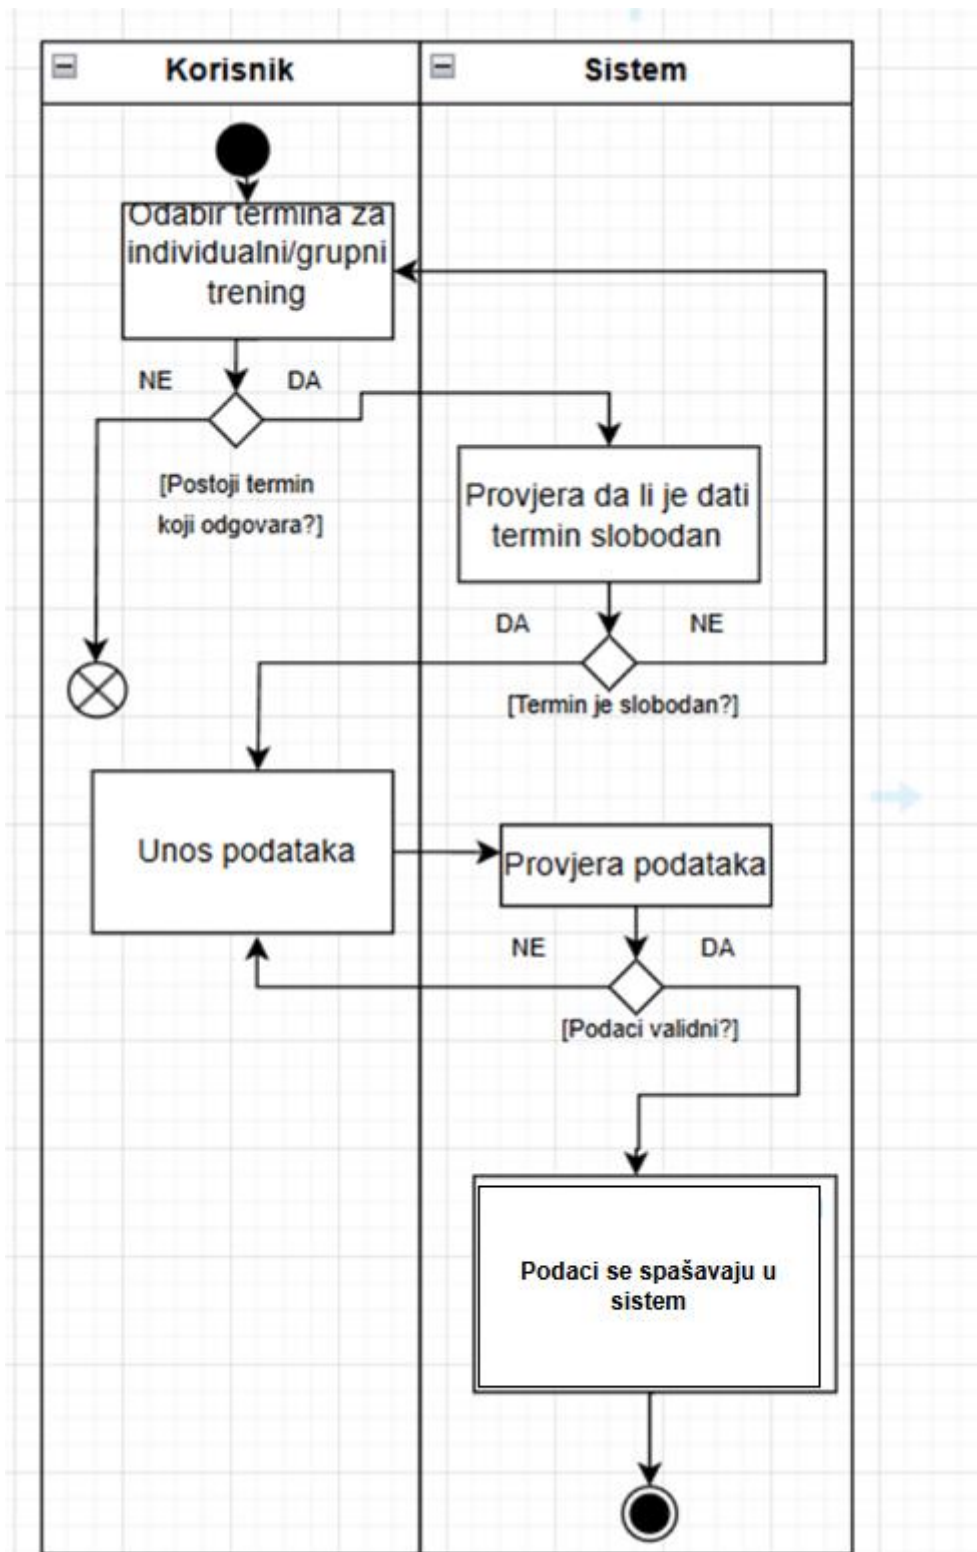 Korisnik
Sistem
Odabir termina za
individualni/grupni
trening
NE
DA
[Postoji termin
koji odgovara?]
Provjera da li je dati
termin slobodan
DA
NE
[Termin je slobodan?]
Unos podataka
Provjera podataka
NE
DA
[Podaci validni?]
Podaci se spašavaju u
sistem